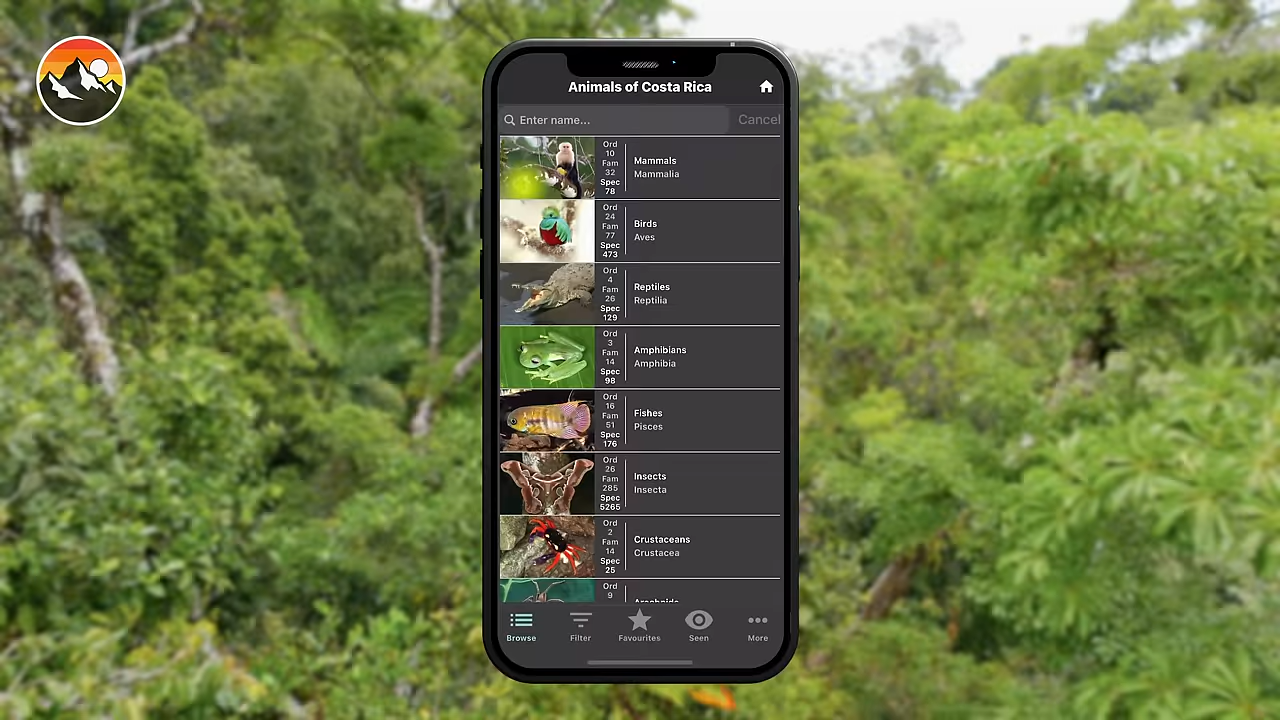 Animals of Costa Rica
Enter name...
Cancel
Ord
10
Fam
32
Spec
78
Mammals
Mammalia
Ord
24
Fam
77
Spec
473
Birds
Aves
Ord
4
Fam
26
Spec
129
Reptiles
Reptilia
Ord
3
Fam
14
Spec
98
Amphibians
Amphibia
Ord
16
Fam
51
Spec
176
Fishes
Pisces
Ord
26
Fam
285
Spec
5265
Insects
Insecta
Ord
2
Fam
14
Spec
25
Crustaceans
Crustacea
Ord
9
Arachnids
Browse
Filter
Favourites
Seen
More